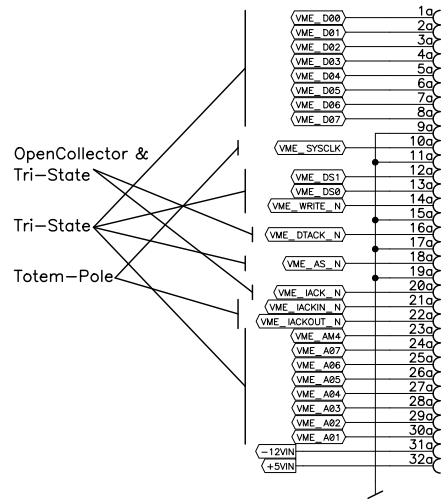 VME_D00 1a
VME_D01 2a
VME_D02 3a
VME_D03 4a
VME_D04 5a
VME_D05 6a
VME_D06 7a
VME_D07 8a
9a
VME_SYSCLK 10a
11a
VME_DS1 12a
VME_DS0 13a
VME_WRITE_N 14a
15a
VME_DTACK_N 16a
17a
VME_AS_N 18a
19a
VME_IACK_N 20a
VME_IACKIN_N 21a
VME_IACKOUT_N 22a
VME_AM4 23a
VME_A07 24a
VME_A06 25a
VME_A05 26a
VME_A04 27a
VME_A03 28a
VME_A02 29a
VME_A01 30a
-12VIN 31a
+5VIN 32a
OpenCollector &
Tri-State
Tri-State
Totem-Pole